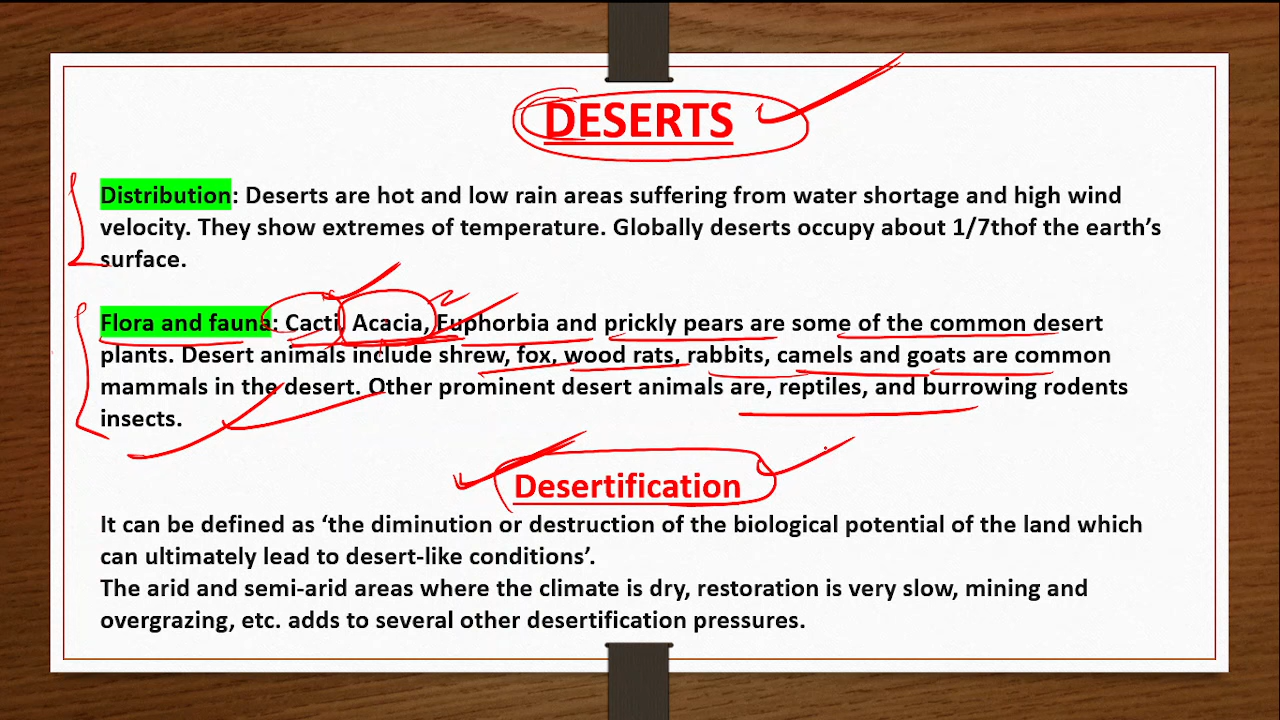 DESERTS
Distribution: Deserts are hot and low rain areas suffering from water shortage and high wind
velocity. They show extremes of temperature. Globally deserts occupy about 1/7thof the earth’s
surface.
Flora and fauna: Cacti, Acacia, Euphorbia and prickly pears are some of the common desert
plants. Desert animals include shrew, fox, wood rats, rabbits, camels and goats are common
mammals in the desert. Other prominent desert animals are, reptiles, and burrowing rodents
insects.
Desertification
It can be defined as ‘the diminution or destruction of the biological potential of the land which
can ultimately lead to desert-like conditions’.
The arid and semi-arid areas where the climate is dry, restoration is very slow, mining and
overgrazing, etc. adds to several other desertification pressures.